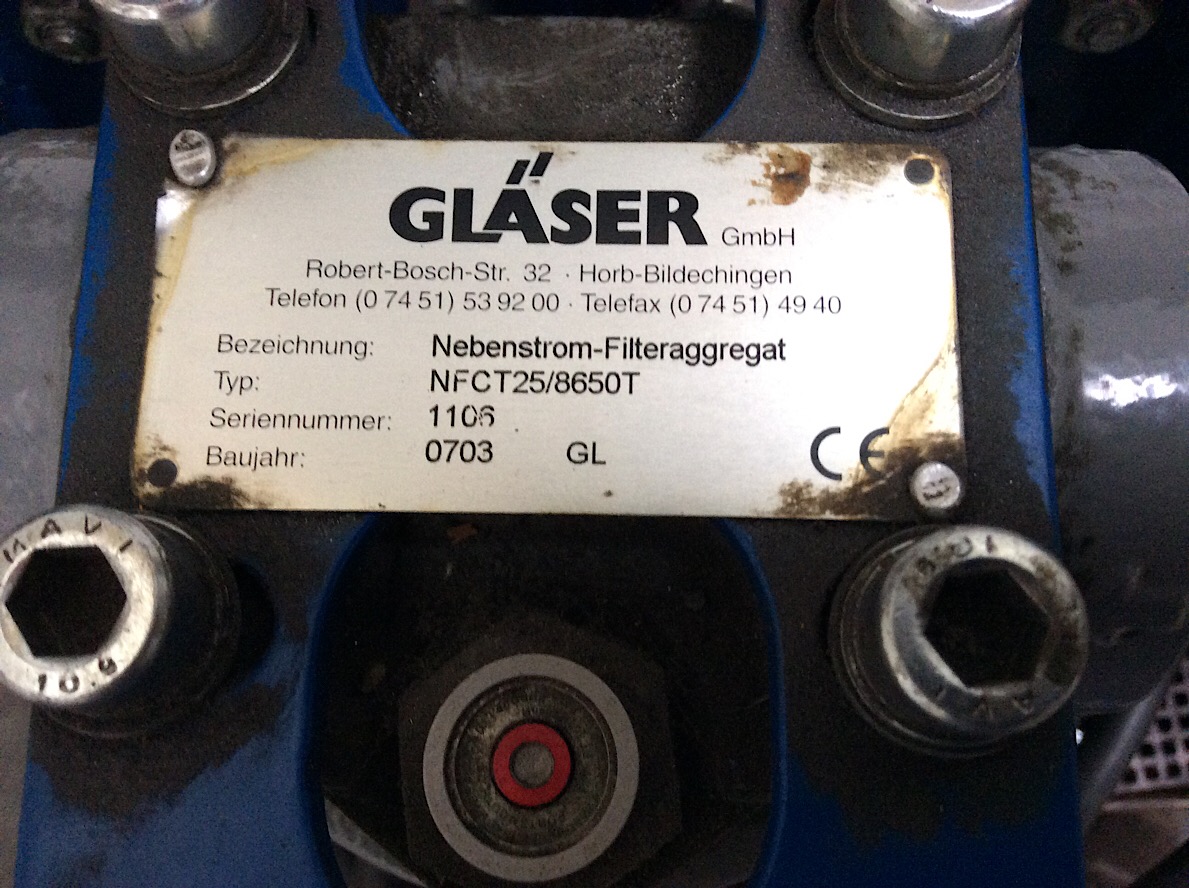 GLÄSER GmbH
Robert-Bosch-Str. 32 · Horb-Bildechingen
Telefon (0 74 51) 53 92 00 · Telefax (0 74 51) 49 40
Bezeichnung: Nebenstrom-Filteraggregat
Typ: NFCT25/8650T
Seriennummer: 1106
Baujahr: 0703 GL CE
MAVI
10.9